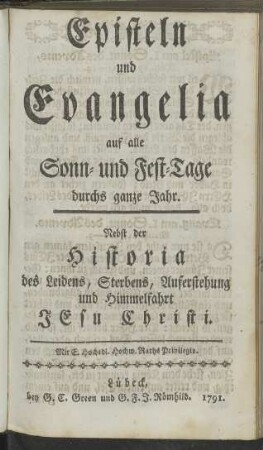 Episteln
und
Evangelia
auf alle
Sonn- und Fest-Tage
durchs ganze Jahr.
Nebst der
Historia
des Leidens, Sterbens, Auferstehung
und Himmelfahrt
JEsu Christi.
Mit E. Hochedl. Hochw. Raths Privilegio.
Lübeck,
bey G. C. Green und G. F. J. Römhild. 1791.